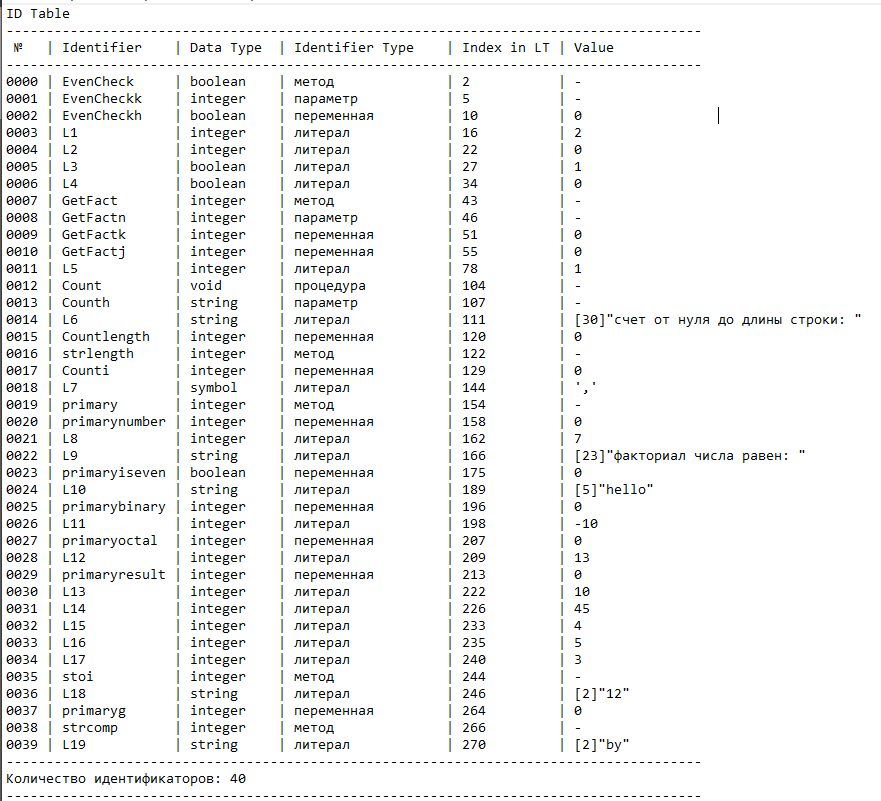 ID Table
--------------------------------------------------------------------------------------
№ | Identifier | Data Type | Identifier Type | Index in LT | Value
--------------------------------------------------------------------------------------
0000 | EvenCheck | boolean | метод | 2 | -
0001 | EvenCheckk | integer | параметр | 5 | -
0002 | EvenCheckh | boolean | переменная | 10 | 0
0003 | L1 | integer | литерал | 16 | 2
0004 | L2 | integer | литерал | 22 | 0
0005 | L3 | boolean | литерал | 27 | 1
0006 | L4 | boolean | литерал | 34 | 0
0007 | GetFact | integer | метод | 43 | -
0008 | GetFactn | integer | параметр | 46 | -
0009 | GetFactk | integer | переменная | 51 | 0
0010 | GetFactj | integer | переменная | 55 | 0
0011 | L5 | integer | литерал | 78 | 1
0012 | Count | void | процедура | 104 | -
0013 | Counth | string | параметр | 107 | -
0014 | L6 | string | литерал | 111 | [30]"счет от нуля до длины строки: "
0015 | Countlength | integer | переменная | 120 | 0
0016 | strlength | integer | метод | 122 | -
0017 | Counti | integer | переменная | 129 | 0
0018 | L7 | symbol | литерал | 144 | ','
0019 | primary | integer | метод | 154 | -
0020 | primarynumber | integer | переменная | 158 | 0
0021 | L8 | integer | литерал | 162 | 7
0022 | L9 | string | литерал | 166 | [23]"факториал числа равен: "
0023 | primaryiseven | boolean | переменная | 175 | 0
0024 | L10 | string | литерал | 189 | [5]"hello"
0025 | primarybinary | integer | переменная | 196 | 0
0026 | L11 | integer | литерал | 198 | -10
0027 | primaryoctal | integer | переменная | 207 | 0
0028 | L12 | integer | литерал | 209 | 13
0029 | primaryresult | integer | переменная | 213 | 0
0030 | L13 | integer | литерал | 222 | 10
0031 | L14 | integer | литерал | 226 | 45
0032 | L15 | integer | литерал | 233 | 4
0033 | L16 | integer | литерал | 235 | 5
0034 | L17 | integer | литерал | 240 | 3
0035 | stoi | integer | метод | 244 | -
0036 | L18 | string | литерал | 246 | [2]"12"
0037 | primaryg | integer | переменная | 264 | 0
0038 | strcomp | integer | метод | 266 | -
0039 | L19 | string | литерал | 270 | [2]"by"
--------------------------------------------------------------------------------------
Количество идентификаторов: 40
--------------------------------------------------------------------------------------